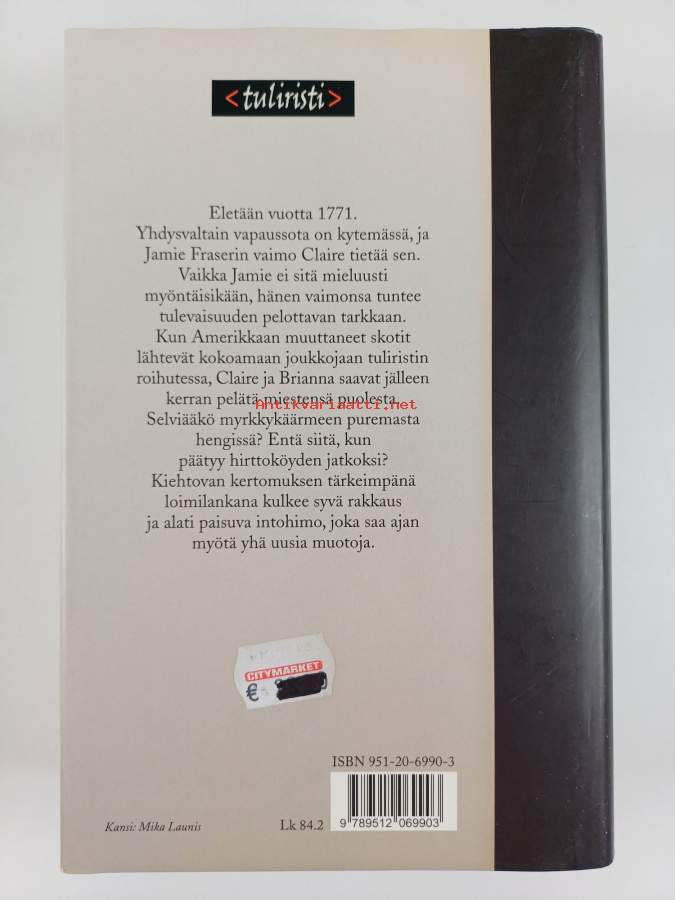 <tuliristi>
Eletään vuotta 1771.
Yhdysvaltain vapaussota on kytemässä, ja
Jamie Fraserin vaimo Claire tietää sen.
Vaikka Jamie ei sitä mieluusti
myöntäisikään, hänen vaimonsa tuntee
tulevaisuuden pelottavan tarkkaan.
Kun Amerikkaan muuttaneet skotit
lähtevät kokoamaan joukkojaan tuliristin
roihutessa, Claire ja Brianna saavat jälleen
kerran pelätä miestensä puolesta.
Antikvariaatti.net
Selviääkö myrkkykäärmeen puremasta
hengissä? Entä siitä, kun
päätyy hirttoköyden jatkoksi?
Kiehtovan kertomuksen tärkeimpänä
loimilankana kulkee syvä rakkaus
ja alati paisuva intohimo, joka saa ajan
myötä yhä uusia muotoja.
CITYMARKET
€
ISBN 951-20-6990-3
Kansi: Mika Launis
Lk 84.2
9 789512 069903